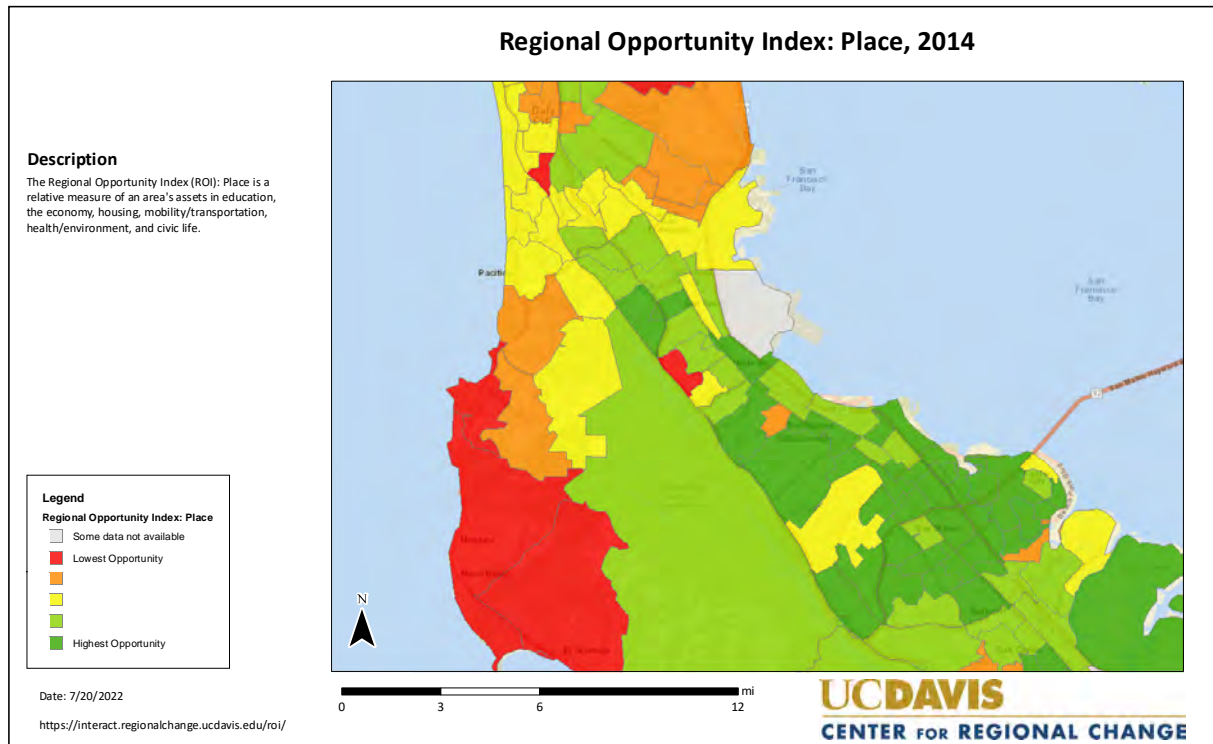 Regional Opportunity Index: Place, 2014
Description
The Regional Opportunity Index (ROI): Place is a
relative measure of an area's assets in education,
the economy, housing, mobility/transportation,
health/environment, and civic life.
San
Francisco
Bay
Pacific
San
Francisco
Bay
Legend
Regional Opportunity Index: Place
Some data not available
Lowest Opportunity
Highest Opportunity
N
Date: 7/20/2022
https://interact.regionalchange.ucdavis.edu/roi/
0 3 6 12 mi
UCDAVIS
CENTER FOR REGIONAL CHANGE